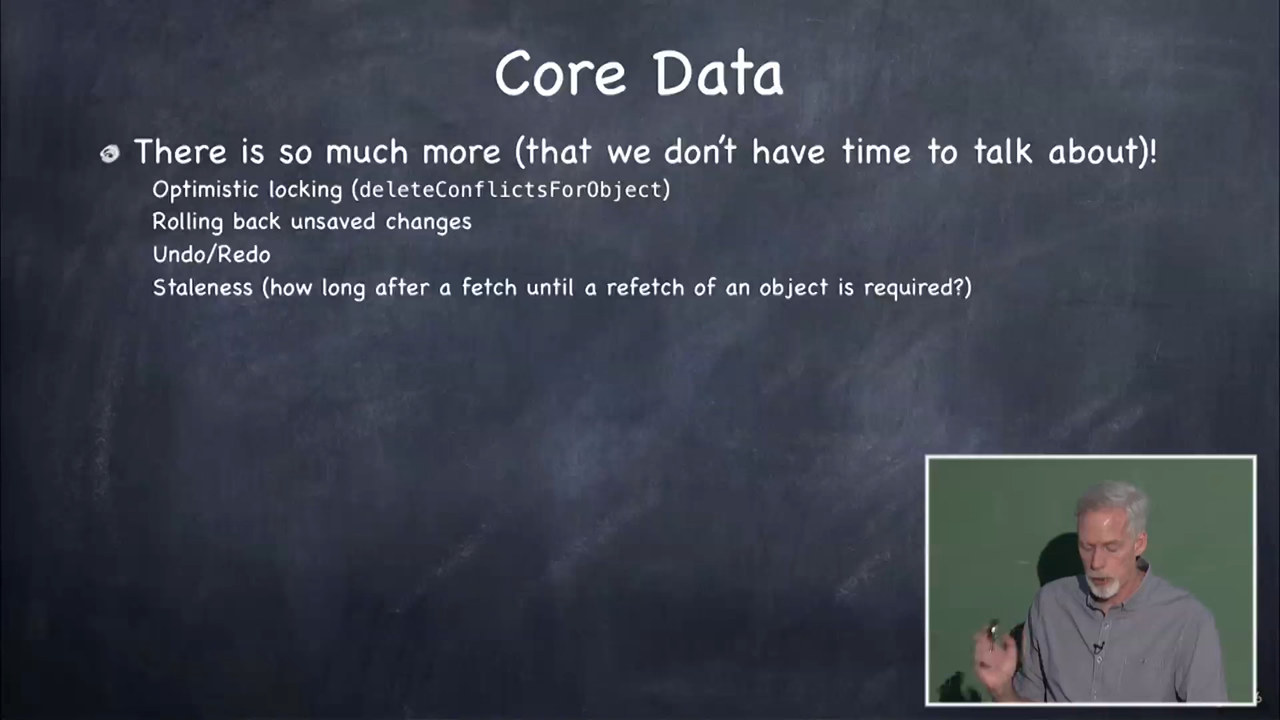 Core Data
There is so much more (that we don't have time to talk about)!
Optimistic locking (deleteConflictsForObject)
Rolling back unsaved changes
Undo/Redo
Staleness (how long after a fetch until a refetch of an object is required?)